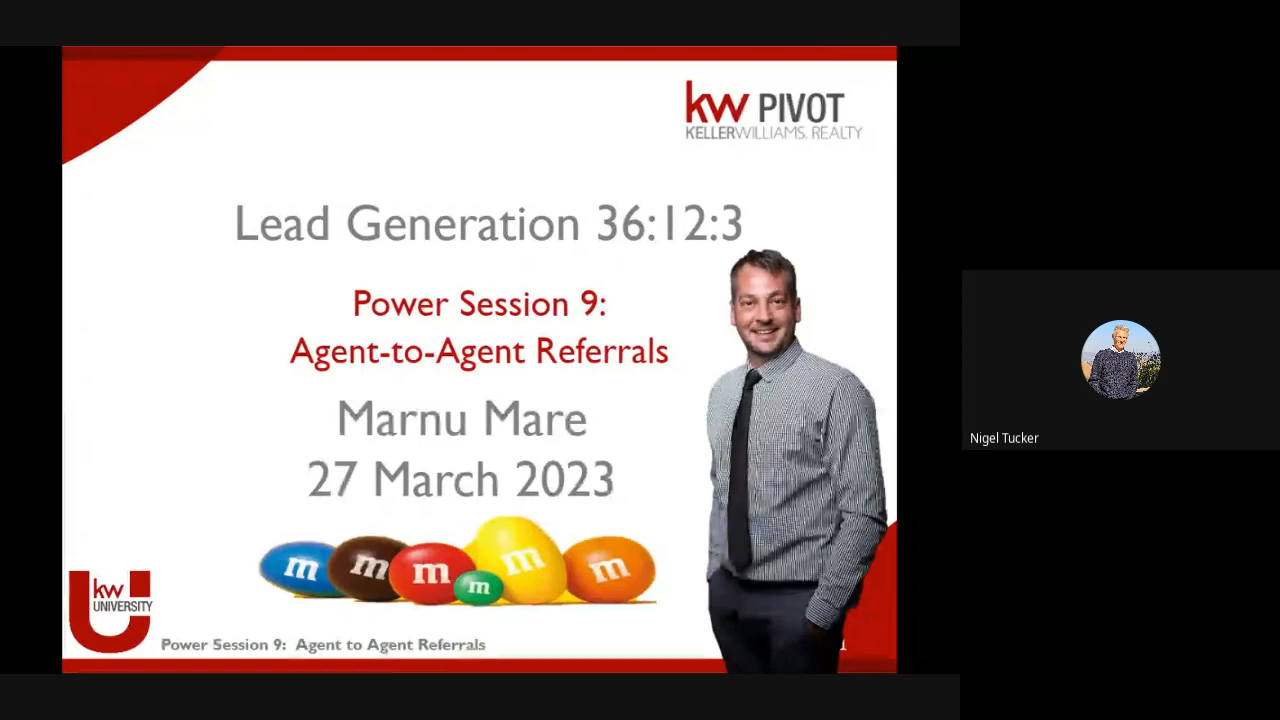 kw PIVOT
KELLERWILLIAMS. REALTY
Lead Generation 36:12:3
Power Session 9:
Agent-to-Agent Referrals
Marnu Mare
27 March 2023
m m m m m m
kw
UNIVERSITY
Power Session 9: Agent to Agent Referrals
1
Nigel Tucker